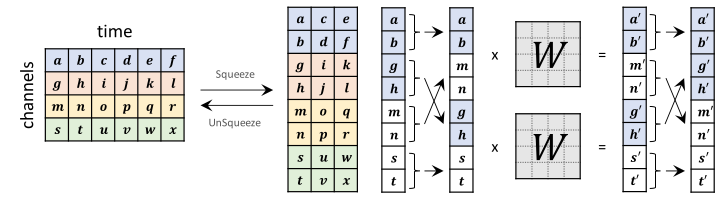 time
channels
a b c d e f
g h i j k l
m n o p q r
s t u v w x
Squeeze
UnSqueeze
a c e
b d f
g i k
h j l
m o q
n p r
s u w
t v x
a
b
g
h
m
n
s
t
a
b
m
n
g
h
s
t
x W =
x W =
a′
b′
m′
n′
g′
h′
s′
t′
a′
b′
g′
h′
m′
n′
s′
t′